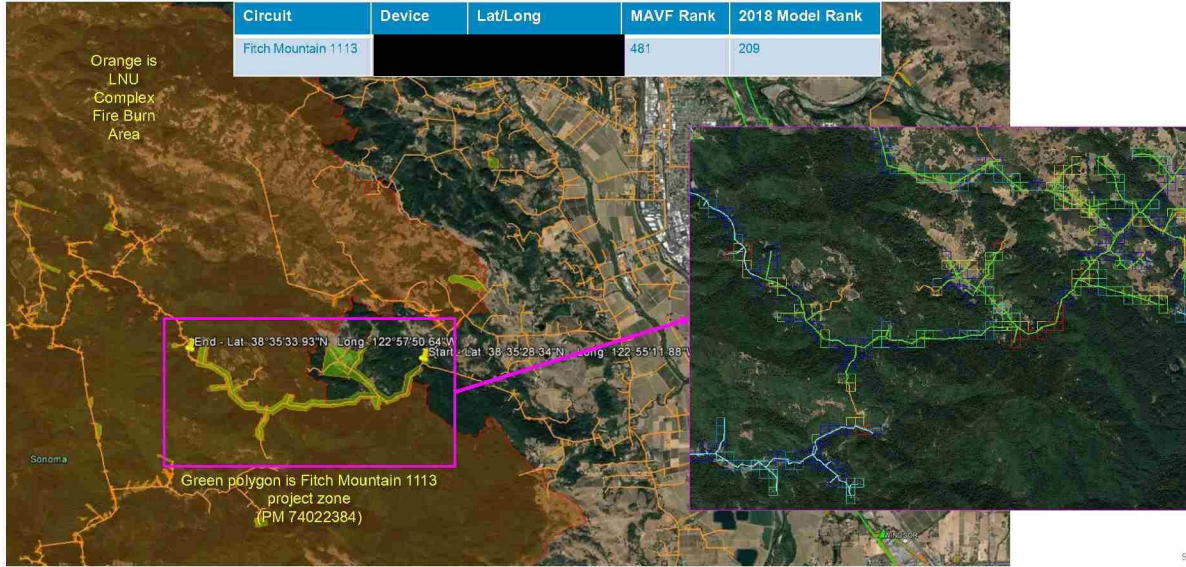 Circuit Device Lat/Long MAVF Rank 2018 Model Rank
Fitch Mountain 1113 481 209
Orange is
LNU
Complex
Fire Burn
Area
End - Lat 38°35'33.93"N Long- 122°57'50.64"W
Start - Lat 38°35'28.34"N Long 122°55'11.88"
Sonoma
Green polygon is Fitch Mountain 1113
project zone
(PM 74022384)
WINDSOR